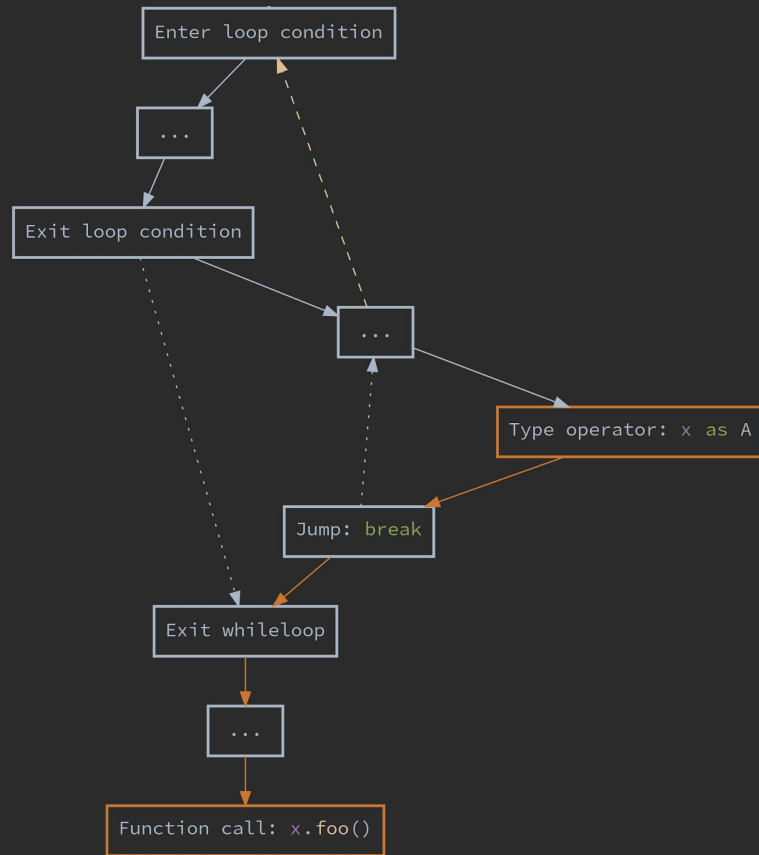 Enter loop condition
...
Exit loop condition
...
Type operator: x as A
Jump: break
Exit whileloop
...
Function call: x.foo()